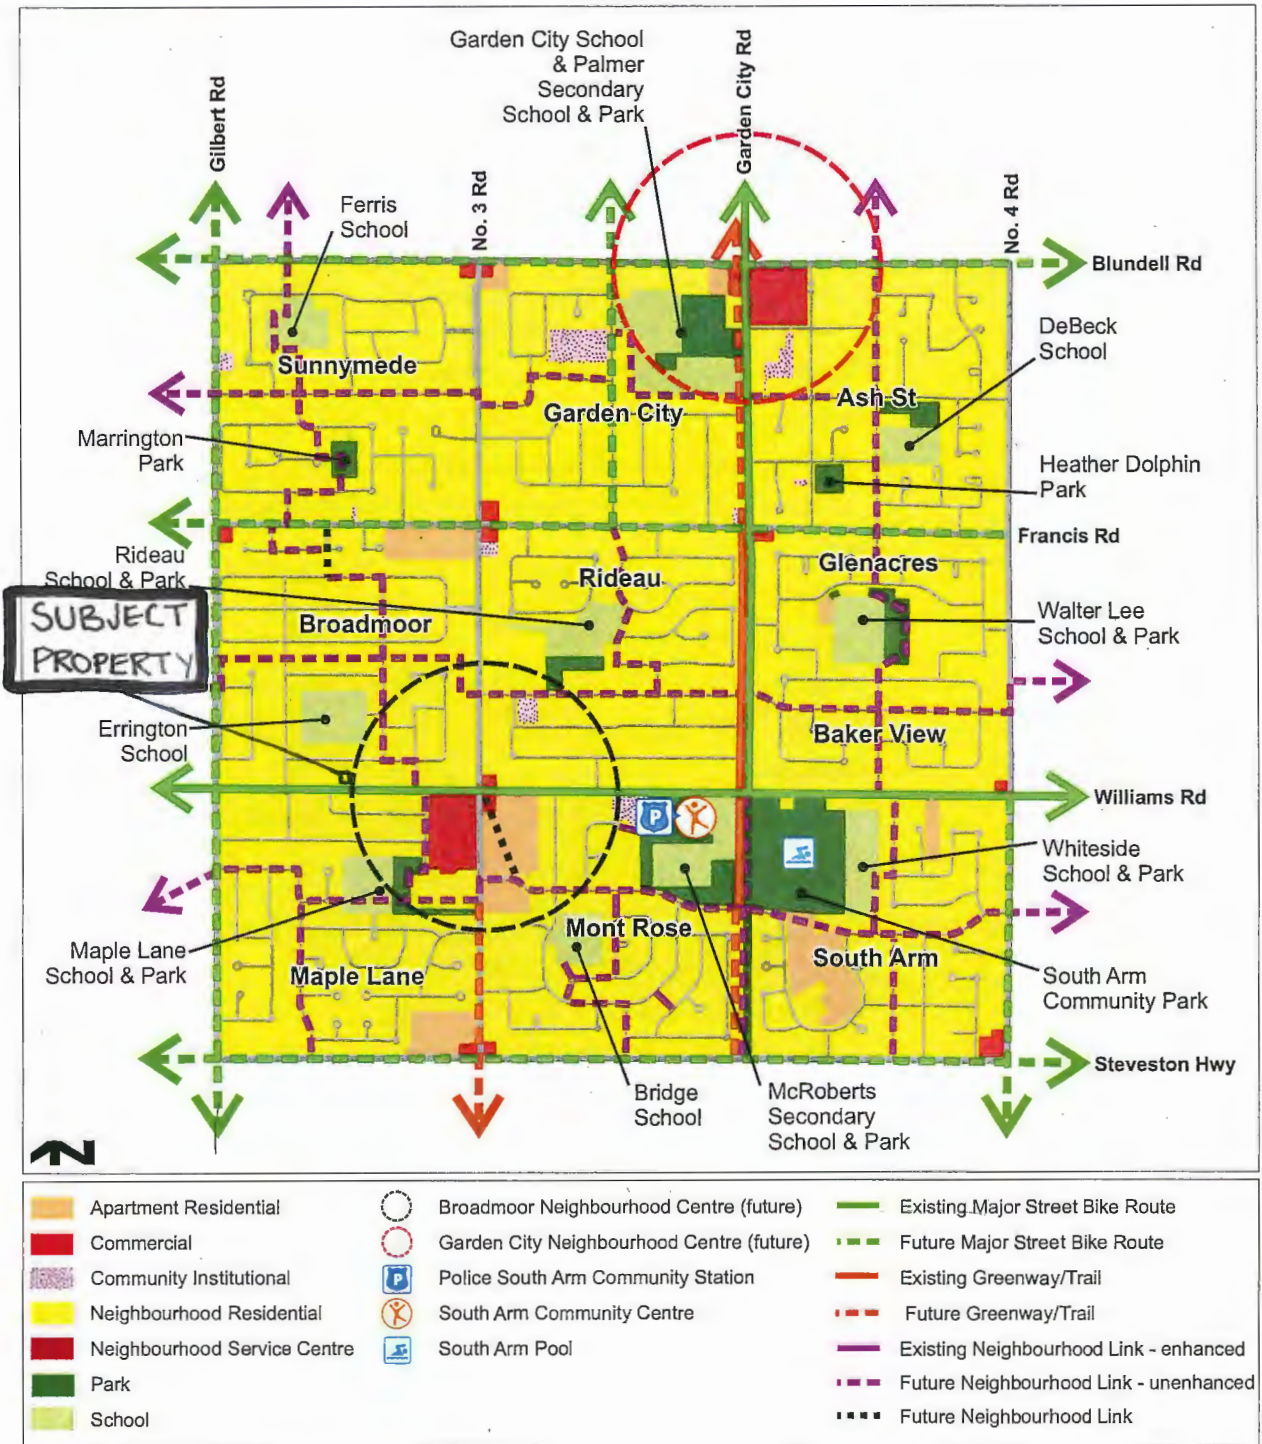 Garden City School
& Palmer
Secondary
School & Park
Gilbert Rd
No. 3 Rd
Garden City Rd
No. 4 Rd
Ferris
School
Blundell Rd
DeBeck
School
Sunnymede
Garden City
Ash St
Marrington
Park
Heather Dolphin
Park
Francis Rd
Rideau
School & Park
Rideau
Glenacres
SUBJECT
PROPERTY
Broadmoor
Walter Lee
School & Park
Errington
School
Baker View
Williams Rd
P
Whiteside
School & Park
Mont Rose
Maple Lane
School & Park
Maple Lane
South Arm
South Arm
Community Park
Steveston Hwy
Bridge
School
McRoberts
Secondary
School & Park
N
Apartment Residential
Commercial
Community Institutional
Neighbourhood Residential
Neighbourhood Service Centre
Park
School
Broadmoor Neighbourhood Centre (future)
Garden City Neighbourhood Centre (future)
P
Police South Arm Community Station
South Arm Community Centre
South Arm Pool
Existing Major Street Bike Route
Future Major Street Bike Route
Existing Greenway/Trail
Future Greenway/Trail
Existing Neighbourhood Link - enhanced
Future Neighbourhood Link - unenhanced
Future Neighbourhood Link